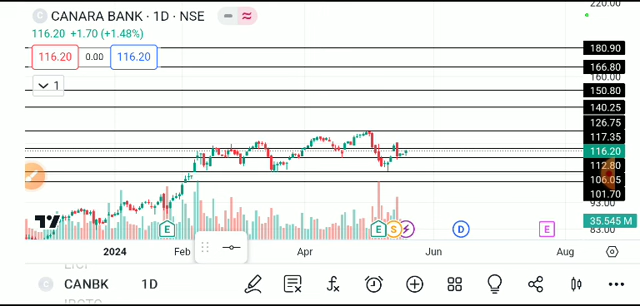 C CANARA BANK · 1D · NSE
116.20 +1.70 (+1.48%)
116.20 0.00 116.20
1
220.00
180.90
166.80
160.00
150.80
140.25
126.75
117.35
116.20
112.80
106.05
101.70
93.00
35.545 M
83.00
E E S D E
2024 Feb Apr Jun Aug
C CANBK 1D